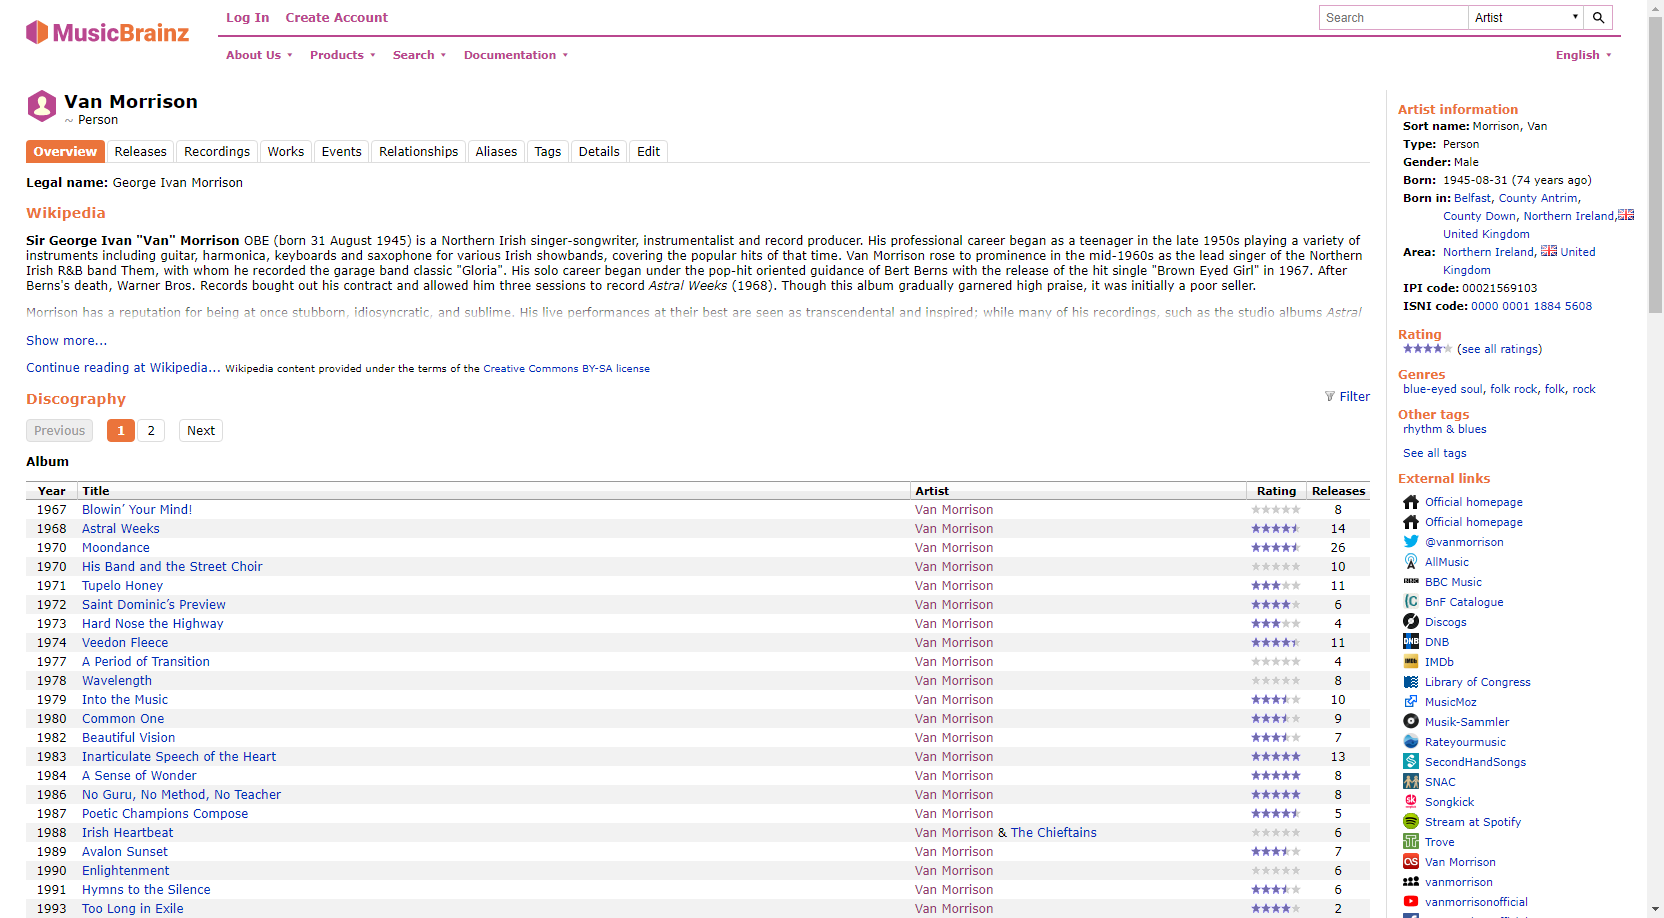 MusicBrainz
Log In Create Account
Search Artist
About Us Products Search Documentation English
Van Morrison
~ Person
Overview Releases Recordings Works Events Relationships Aliases Tags Details Edit
Legal name: George Ivan Morrison
Wikipedia
Sir George Ivan "Van" Morrison OBE (born 31 August 1945) is a Northern Irish singer-songwriter, instrumentalist and record producer. His professional career began as a teenager in the late 1950s playing a variety of
instruments including guitar, harmonica, keyboards and saxophone for various Irish showbands, covering the popular hits of that time. Van Morrison rose to prominence in the mid-1960s as the lead singer of the Northern
Irish R&B band Them, with whom he recorded the garage band classic "Gloria". His solo career began under the pop-hit oriented guidance of Bert Berns with the release of the hit single "Brown Eyed Girl" in 1967. After
Berns's death, Warner Bros. Records bought out his contract and allowed him three sessions to record Astral Weeks (1968). Though this album gradually garnered high praise, it was initially a poor seller.
Morrison has a reputation for being at once stubborn, idiosyncratic, and sublime. His live performances at their best are seen as transcendental and inspired; while many of his recordings, such as the studio albums Astral
Show more...
Continue reading at Wikipedia... Wikipedia content provided under the terms of the Creative Commons BY-SA license
Discography
Filter
Previous 1 2 Next
Album
Year Title Artist Rating Releases
1967 Blowin’ Your Mind! Van Morrison 8
1968 Astral Weeks Van Morrison 14
1970 Moondance Van Morrison 26
1970 His Band and the Street Choir Van Morrison 10
1971 Tupelo Honey Van Morrison 11
1972 Saint Dominic’s Preview Van Morrison 6
1973 Hard Nose the Highway Van Morrison 4
1974 Veedon Fleece Van Morrison 11
1977 A Period of Transition Van Morrison 4
1978 Wavelength Van Morrison 8
1979 Into the Music Van Morrison 10
1980 Common One Van Morrison 9
1982 Beautiful Vision Van Morrison 7
1983 Inarticulate Speech of the Heart Van Morrison 13
1984 A Sense of Wonder Van Morrison 8
1986 No Guru, No Method, No Teacher Van Morrison 8
1987 Poetic Champions Compose Van Morrison 5
1988 Irish Heartbeat Van Morrison & The Chieftains 6
1989 Avalon Sunset Van Morrison 7
1990 Enlightenment Van Morrison 6
1991 Hymns to the Silence Van Morrison 6
1993 Too Long in Exile Van Morrison 2
Artist information
Sort name: Morrison, Van
Type: Person
Gender: Male
Born: 1945-08-31 (74 years ago)
Born in: Belfast, County Antrim,
County Down, Northern Ireland,
United Kingdom
Area: Northern Ireland, United
Kingdom
IPI code: 00021569103
ISNI code: 0000 0001 1884 5608
Rating
(see all ratings)
Genres
blue-eyed soul, folk rock, folk, rock
Other tags
rhythm & blues
See all tags
External links
Official homepage
Official homepage
@vanmorrison
AllMusic
BBC BBC Music
BnF Catalogue
Discogs
DNB DNB
IMDb IMDb
Library of Congress
MusicMoz
Musik-Sammler
Rateyourmusic
SecondHandSongs
SNAC
Songkick
Stream at Spotify
Trove
Van Morrison
vanmorrison
vanmorrisonofficial